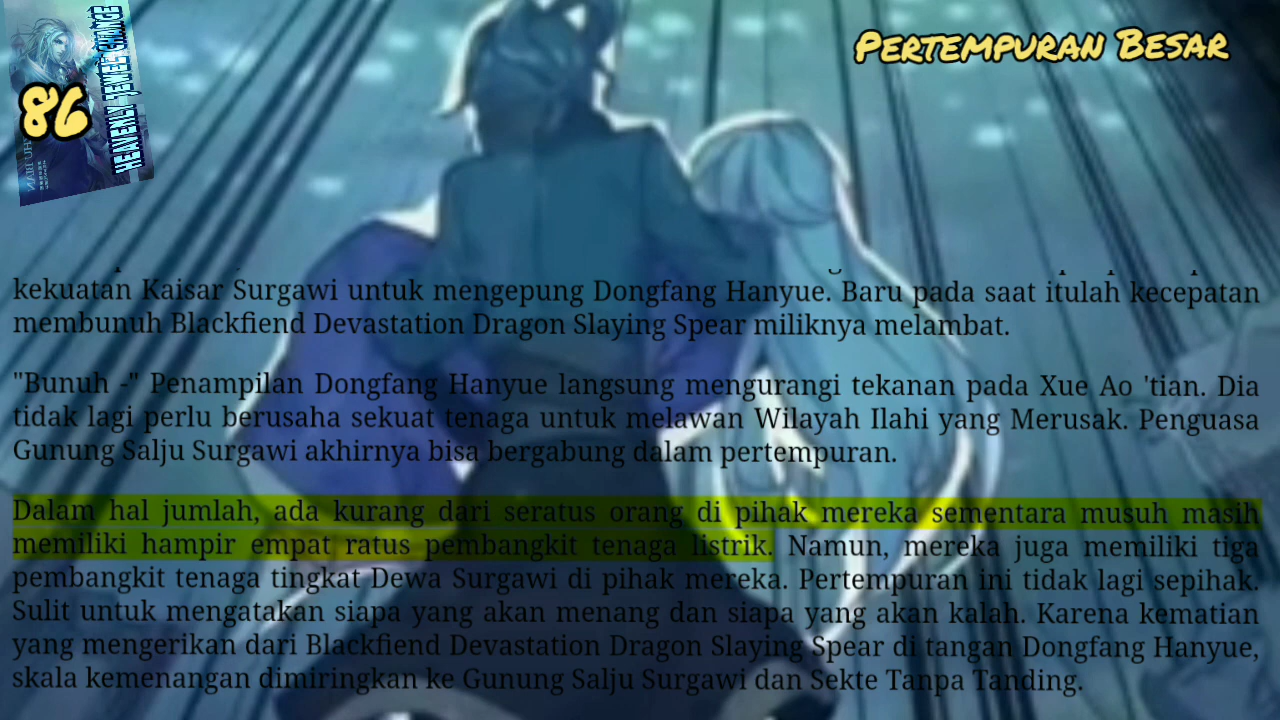 Pertempuran Besar
HEAVENLY JEWEL CHANGE
86
kekuatan Kaisar Surgawi untuk mengepung Dongfang Hanyue. Baru pada saat itulah kecepatan
membunuh Blackfiend Devastation Dragon Slaying Spear miliknya melambat.
"Bunuh -" Penampilan Dongfang Hanyue langsung mengurangi tekanan pada Xue Ao 'tian. Dia
tidak lagi perlu berusaha sekuat tenaga untuk melawan Wilayah Ilahi yang Merusak. Penguasa
Gunung Salju Surgawi akhirnya bisa bergabung dalam pertempuran.
Dalam hal jumlah, ada kurang dari seratus orang di pihak mereka sementara musuh masih
memiliki hampir empat ratus pembangkit tenaga listrik. Namun, mereka juga memiliki tiga
pembangkit tenaga tingkat Dewa Surgawi di pihak mereka. Pertempuran ini tidak lagi sepihak.
Sulit untuk mengatakan siapa yang akan menang dan siapa yang akan kalah. Karena kematian
yang mengerikan dari Blackfiend Devastation Dragon Slaying Spear di tangan Dongfang Hanyue,
skala kemenangan dimiringkan ke Gunung Salju Surgawi dan Sekte Tanpa Tanding.